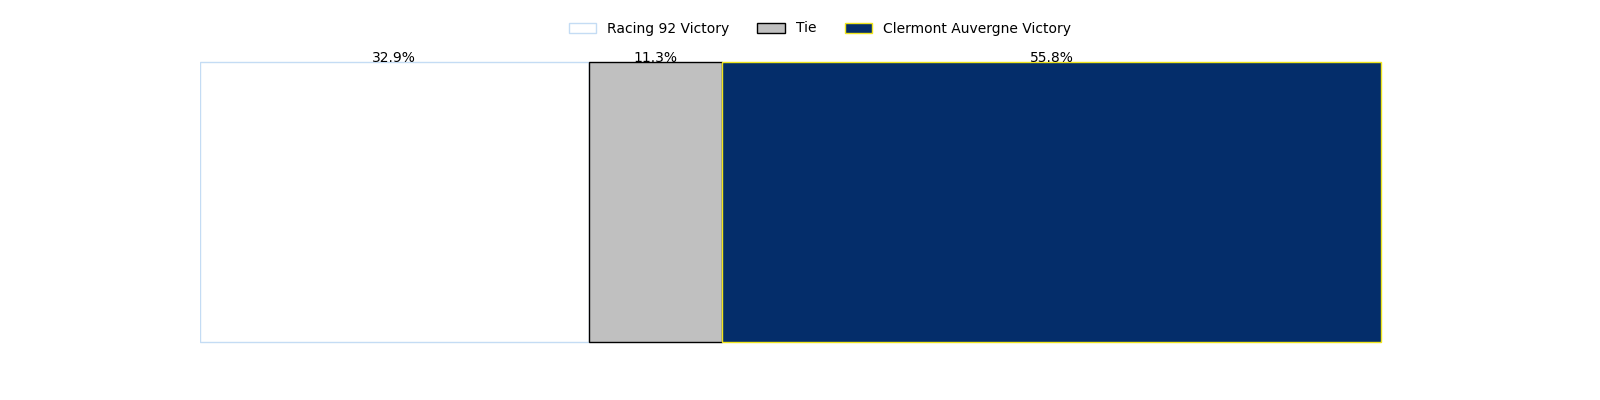 Racing 92 Victory Tie Clermont Auvergne Victory
32.9% 11.3% 55.8%